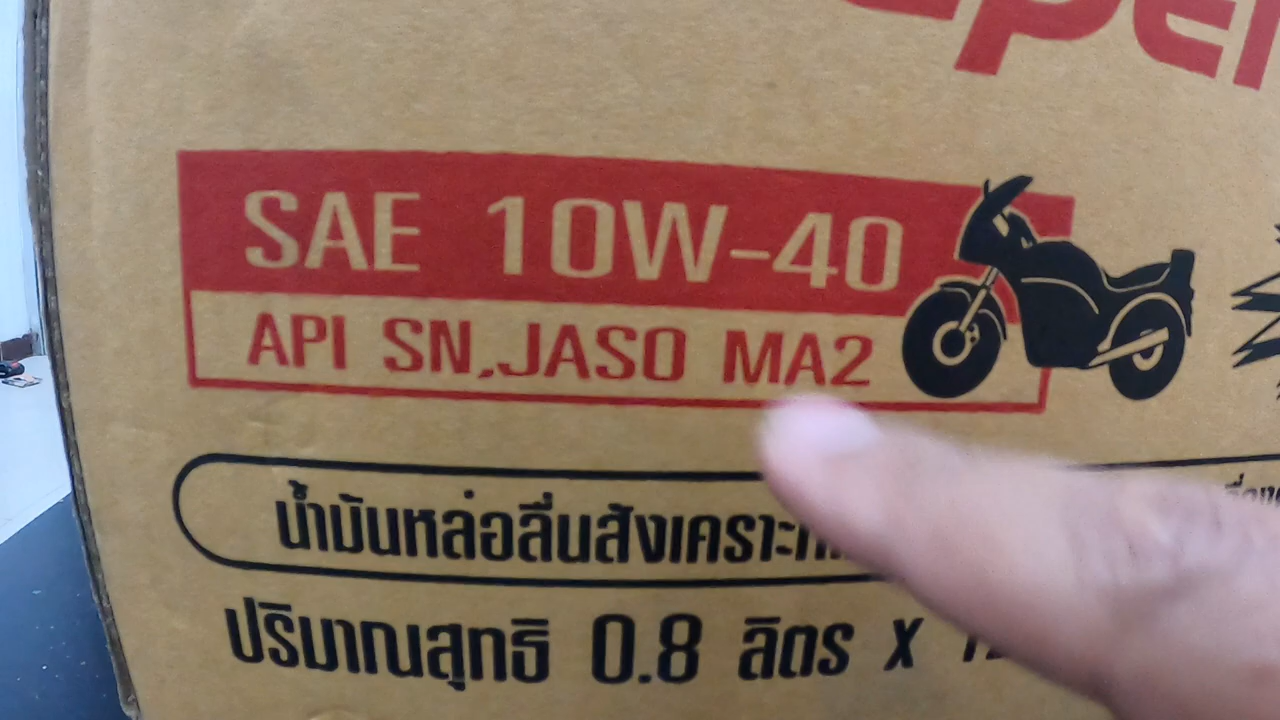 SAE 10W-40
API SN,JASO MA2
น้ำมันหล่อลื่นสังเคราะห์
ปริมาณสุทธิ 0.8 ลิตร x